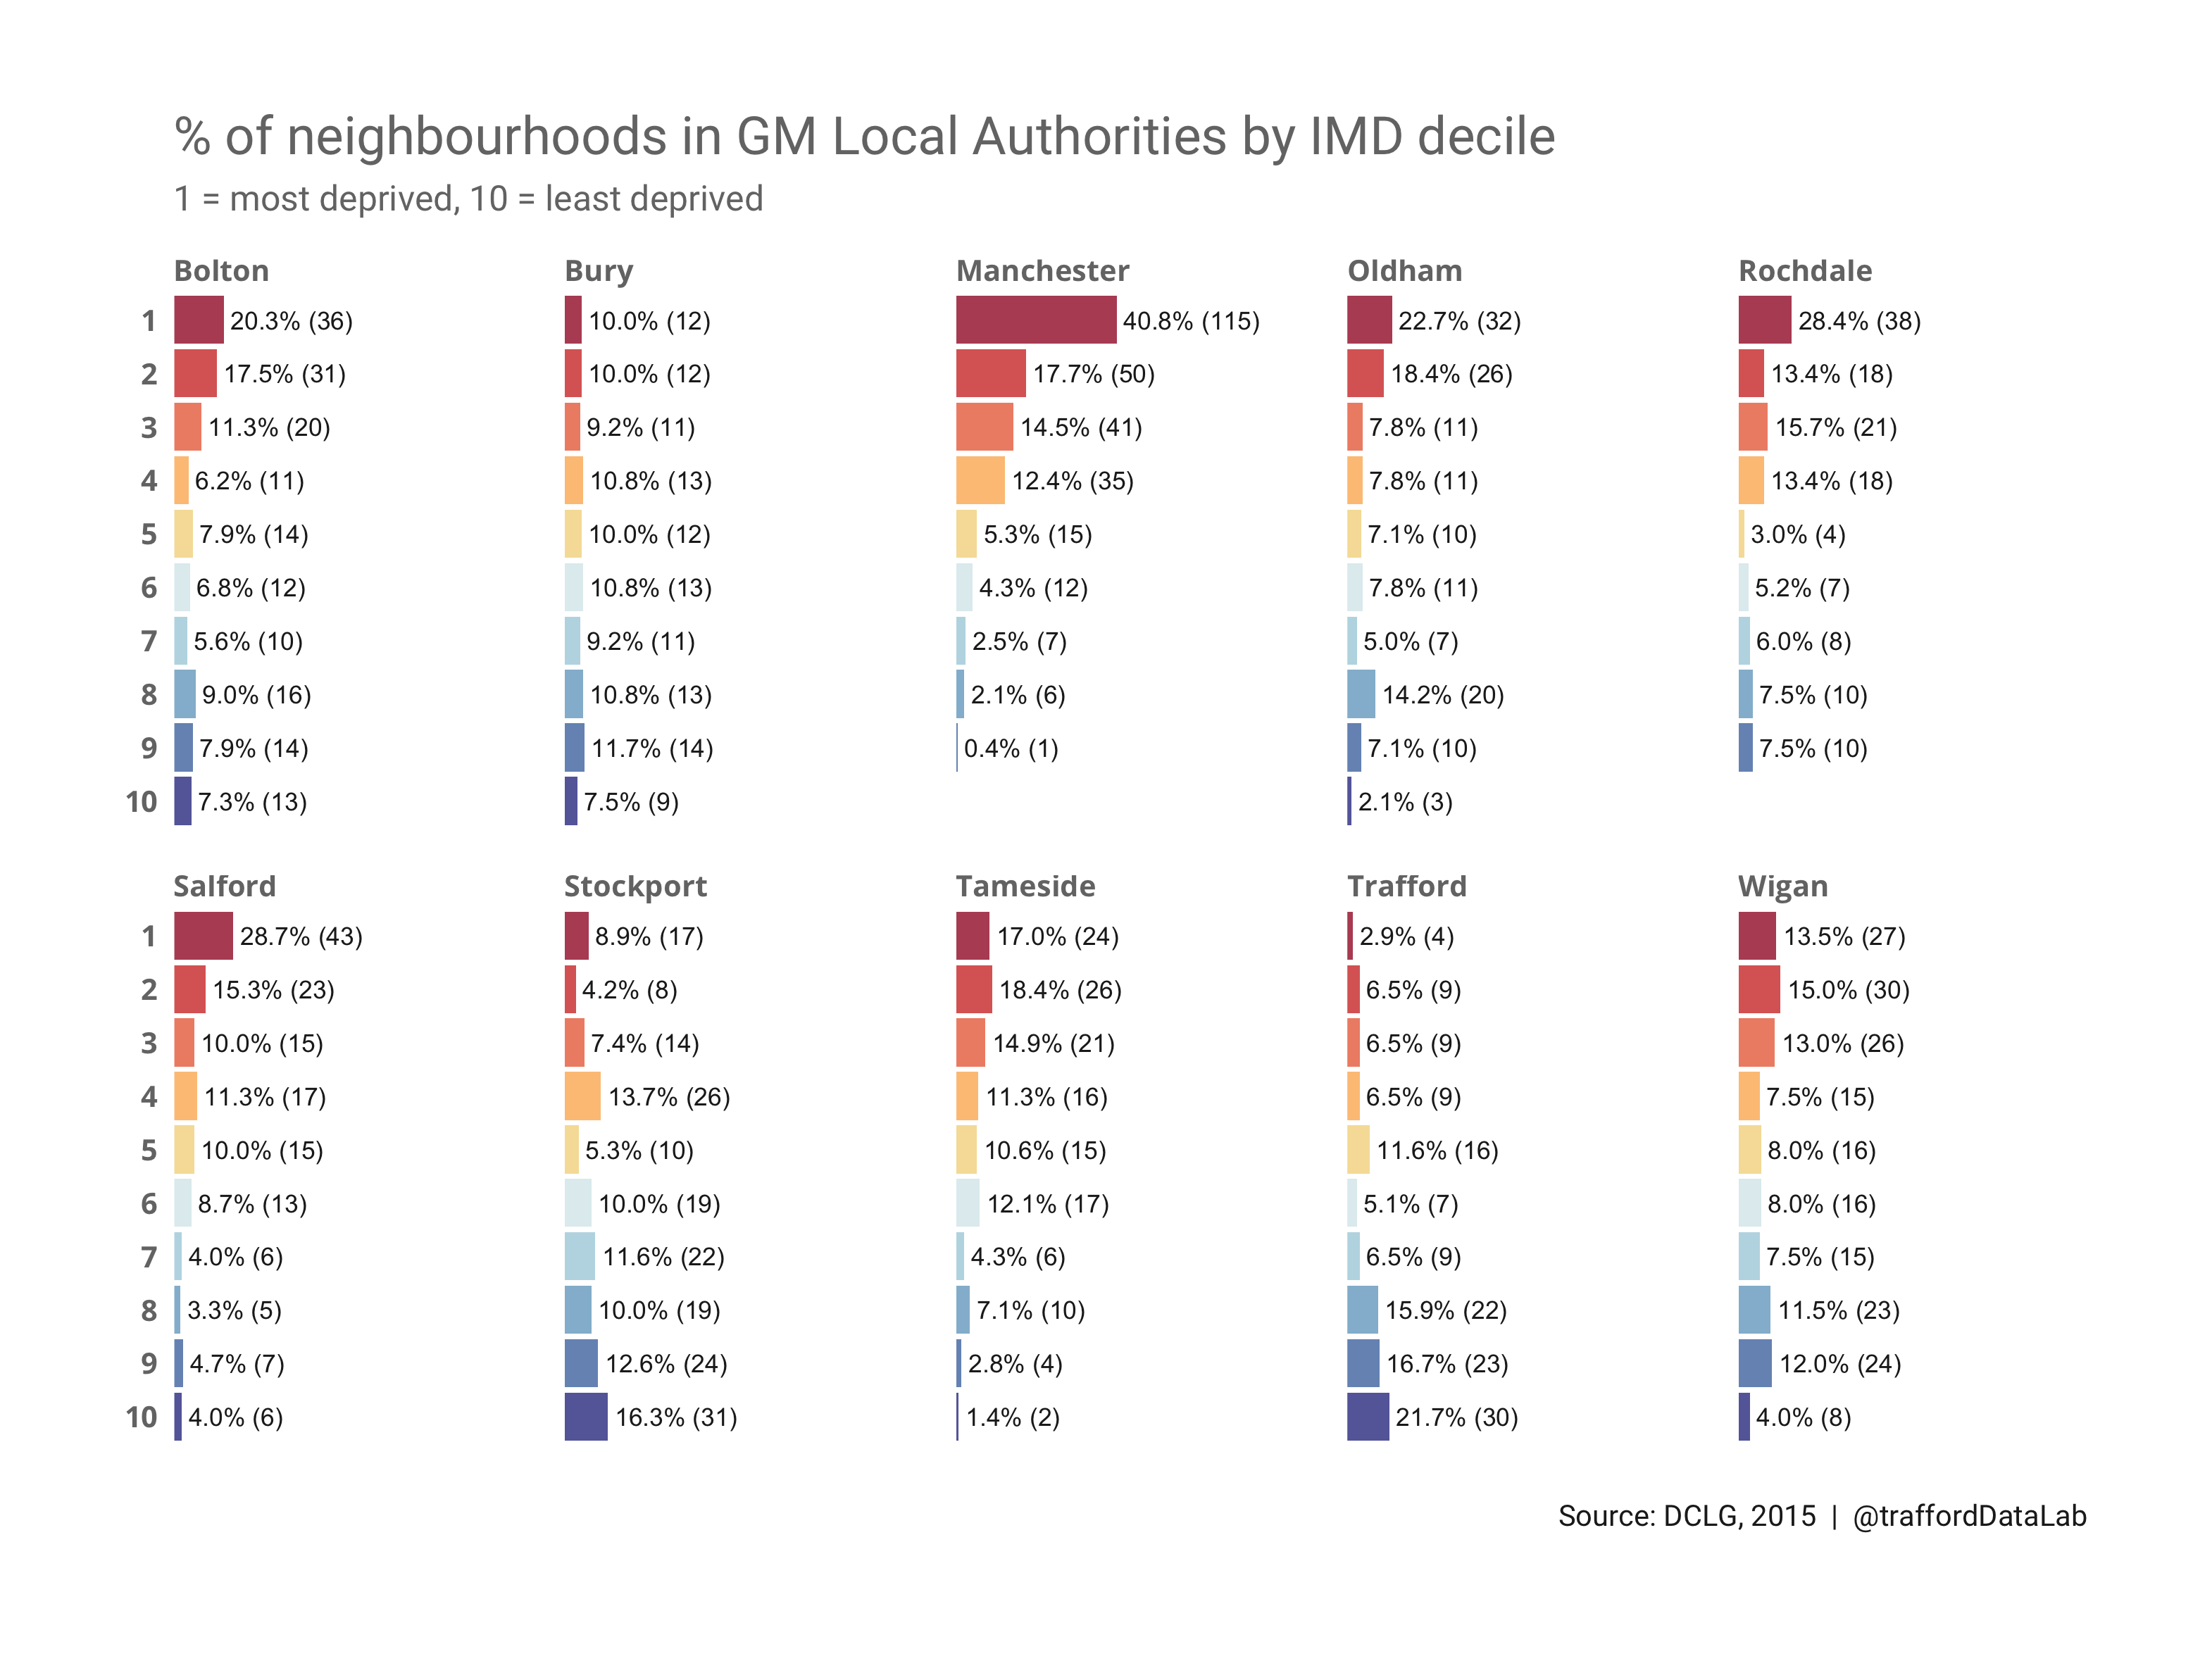 % of neighbourhoods in GM Local Authorities by IMD decile
1 = most deprived, 10 = least deprived
Bolton Bury Manchester Oldham Rochdale
1 20.3% (36) 10.0% (12) 40.8% (115) 22.7% (32) 28.4% (38)
2 17.5% (31) 10.0% (12) 17.7% (50) 18.4% (26) 13.4% (18)
3 11.3% (20) 9.2% (11) 14.5% (41) 7.8% (11) 15.7% (21)
4 6.2% (11) 10.8% (13) 12.4% (35) 7.8% (11) 13.4% (18)
5 7.9% (14) 10.0% (12) 5.3% (15) 7.1% (10) 3.0% (4)
6 6.8% (12) 10.8% (13) 4.3% (12) 7.8% (11) 5.2% (7)
7 5.6% (10) 9.2% (11) 2.5% (7) 5.0% (7) 6.0% (8)
8 9.0% (16) 10.8% (13) 2.1% (6) 14.2% (20) 7.5% (10)
9 7.9% (14) 11.7% (14) 0.4% (1) 7.1% (10) 7.5% (10)
10 7.3% (13) 7.5% (9) 2.1% (3)
Salford Stockport Tameside Trafford Wigan
1 28.7% (43) 8.9% (17) 17.0% (24) 2.9% (4) 13.5% (27)
2 15.3% (23) 4.2% (8) 18.4% (26) 6.5% (9) 15.0% (30)
3 10.0% (15) 7.4% (14) 14.9% (21) 6.5% (9) 13.0% (26)
4 11.3% (17) 13.7% (26) 11.3% (16) 6.5% (9) 7.5% (15)
5 10.0% (15) 5.3% (10) 10.6% (15) 11.6% (16) 8.0% (16)
6 8.7% (13) 10.0% (19) 12.1% (17) 5.1% (7) 8.0% (16)
7 4.0% (6) 11.6% (22) 4.3% (6) 6.5% (9) 7.5% (15)
8 3.3% (5) 10.0% (19) 7.1% (10) 15.9% (22) 11.5% (23)
9 4.7% (7) 12.6% (24) 2.8% (4) 16.7% (23) 12.0% (24)
10 4.0% (6) 16.3% (31) 1.4% (2) 21.7% (30) 4.0% (8)
Source: DCLG, 2015 | @traffordDataLab